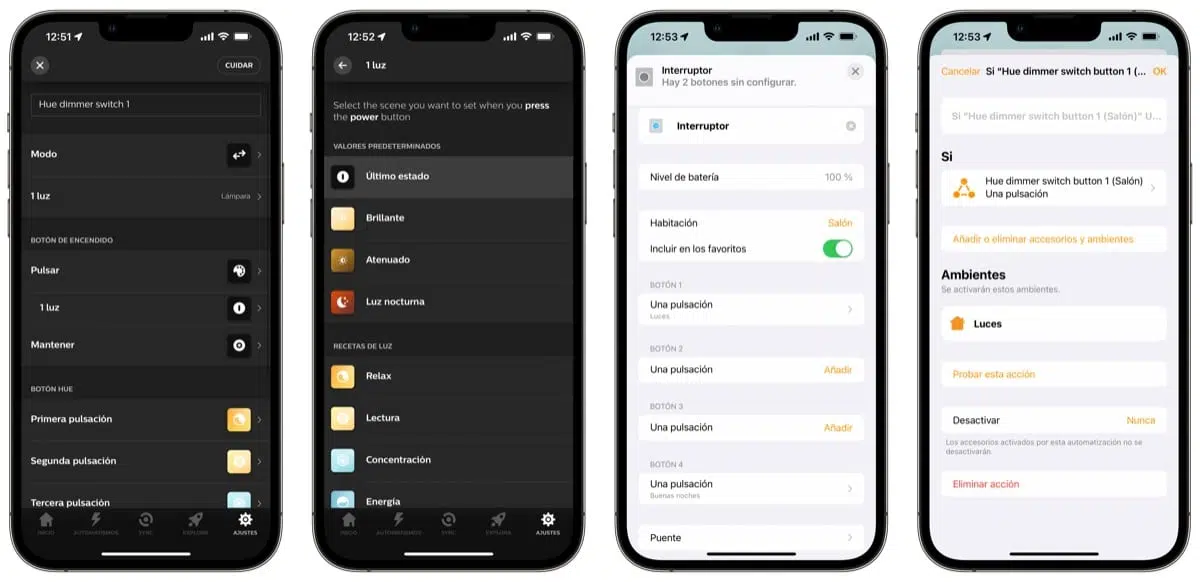 12:51
CUIDAR
Hue dimmer switch 1
Modo
1 luz
Lámpara
BOTÓN DE ENCENDIDO
Pulsar
1 luz
Mantener
BOTÓN HUE
Primera pulsación
Segunda pulsación
Tercera pulsación
INICIO
AUTOMATISMOS
SYNC
EXPLORA
AJUSTES
12:52
1 luz
Select the scene you want to set when you press
the power button
VALORES PREDETERMINADOS
Último estado
Brillante
Atenuado
Luz nocturna
RECETAS DE LUZ
Relax
Lectura
Concentración
Energía
INICIO
AUTOMATISMOS
SYNC
EXPLORA
AJUSTES
12:53
Interruptor
Hay 2 botones sin configurar.
Interruptor
Nivel de batería
100 %
Habitación
Salón
Incluir en los favoritos
BOTÓN 1
Una pulsación
Luces
BOTÓN 2
Una pulsación
Añadir
BOTÓN 3
Una pulsación
Añadir
BOTÓN 4
Una pulsación
Buenas noches
Puente
12:53
Cancelar
Si "Hue dimmer switch button 1 (...
OK
Si "Hue dimmer switch button 1 (Salón)" U...
Si
Hue dimmer switch button 1 (Salón)
Una pulsación
Añadir o eliminar accesorios y ambientes
Ambientes
Se activarán estos ambientes.
Luces
Probar esta acción
Desactivar
Nunca
Los accesorios activados por esta automatización no se
desactivarán.
Eliminar acción